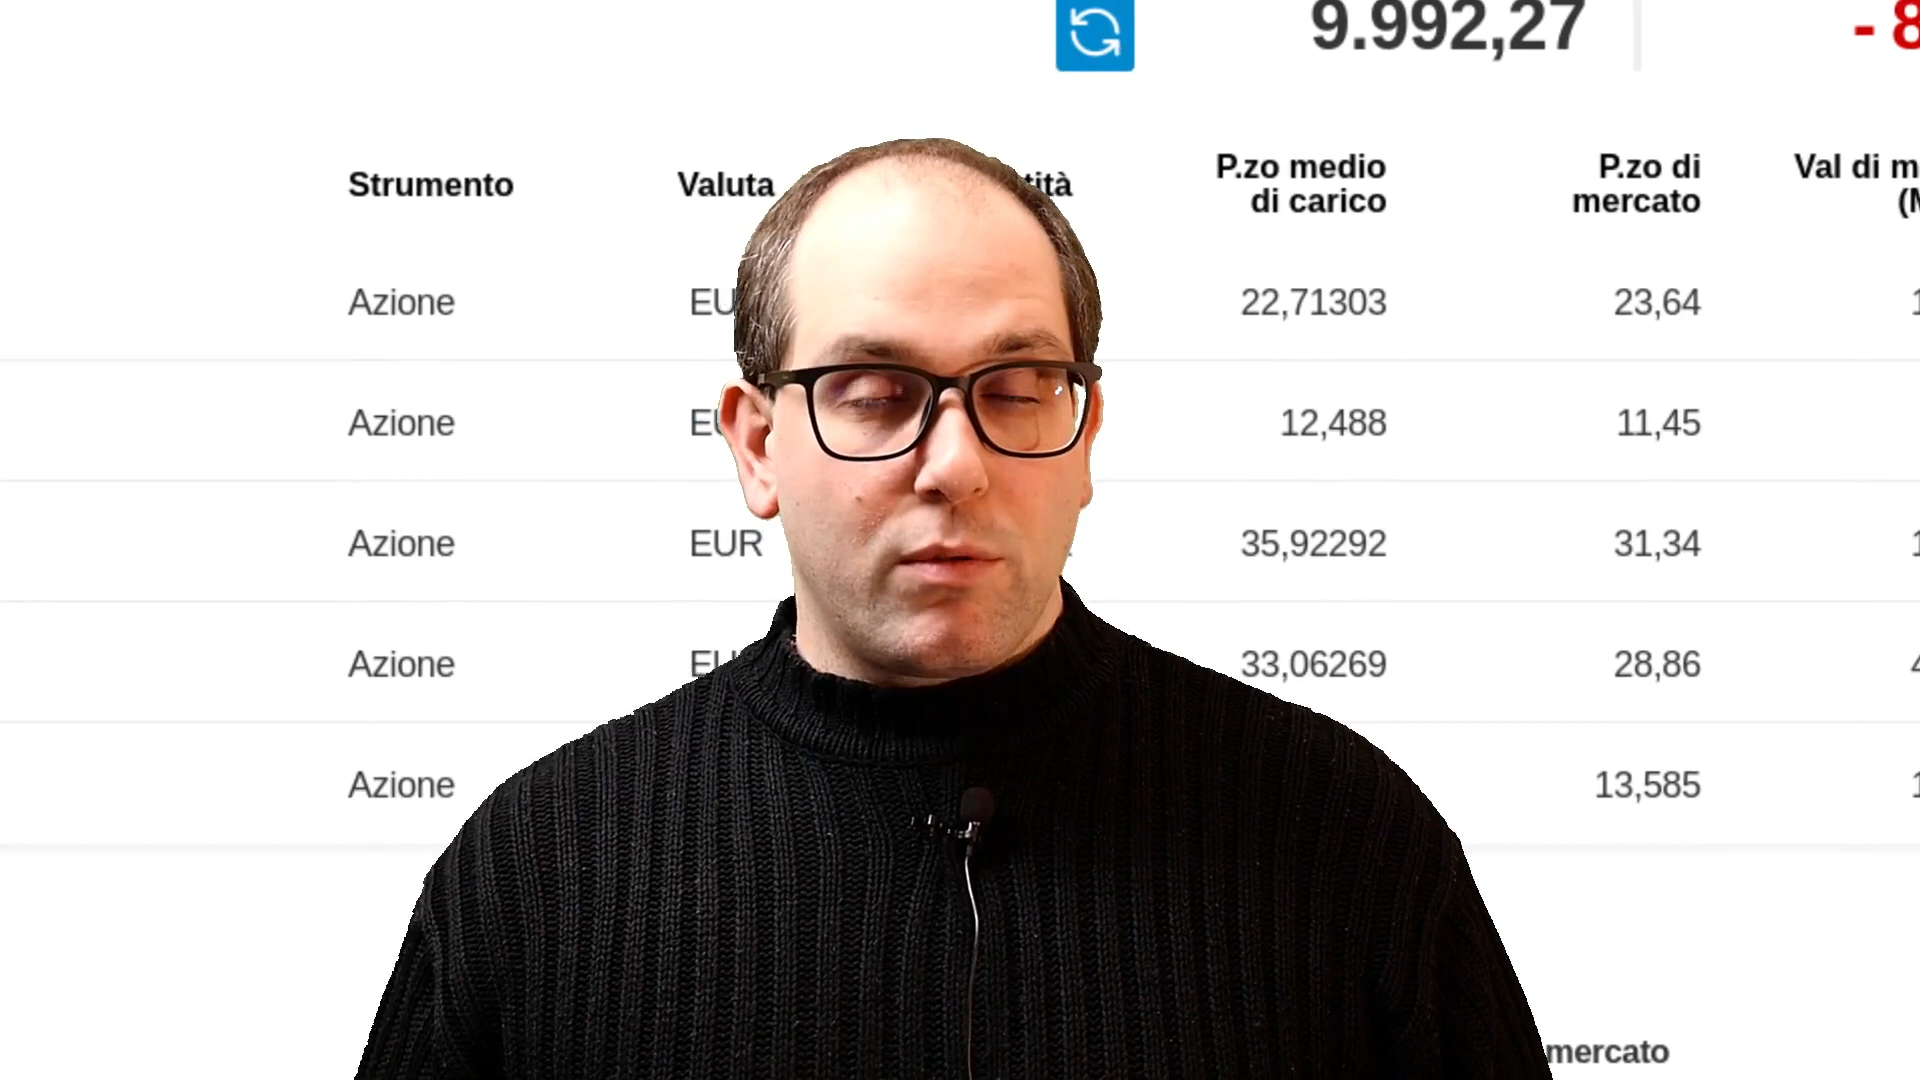 9.992,27 - 8
Strumento Valuta P.zo medio di carico P.zo di mercato Val di
Azione 22,71303 23,64
Azione 12,488 11,45
Azione EUR 35,92292 31,34
Azione 33,06269 28,86
Azione 13,585
mercato